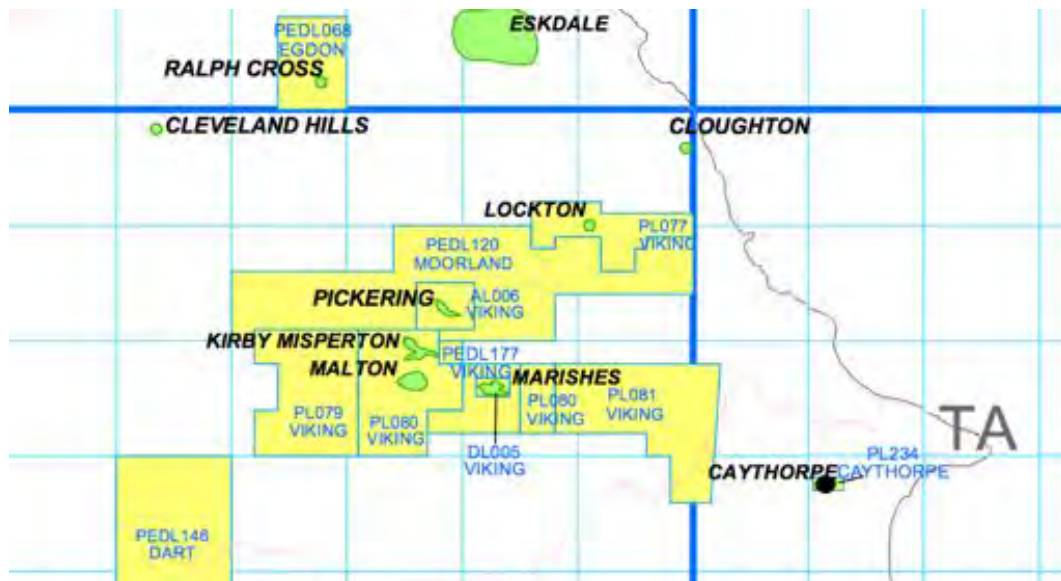 ESKDALE
PEDL068
EGDON
RALPH CROSS
CLEVELAND HILLS
CLOUGHTON
LOCKTON
PL077
VIKING
PEDL120
MOORLAND
PICKERING
AL006
VIKING
KIRBY MISPERTON
PEDL177
VIKING
MALTON
MARISHES
PL079
VIKING
PL080
VIKING
PL080
VIKING
PL081
VIKING
TA
DL005
VIKING
CAYTHORPE
PL234
CAYTHORPE
PEDL146
DART